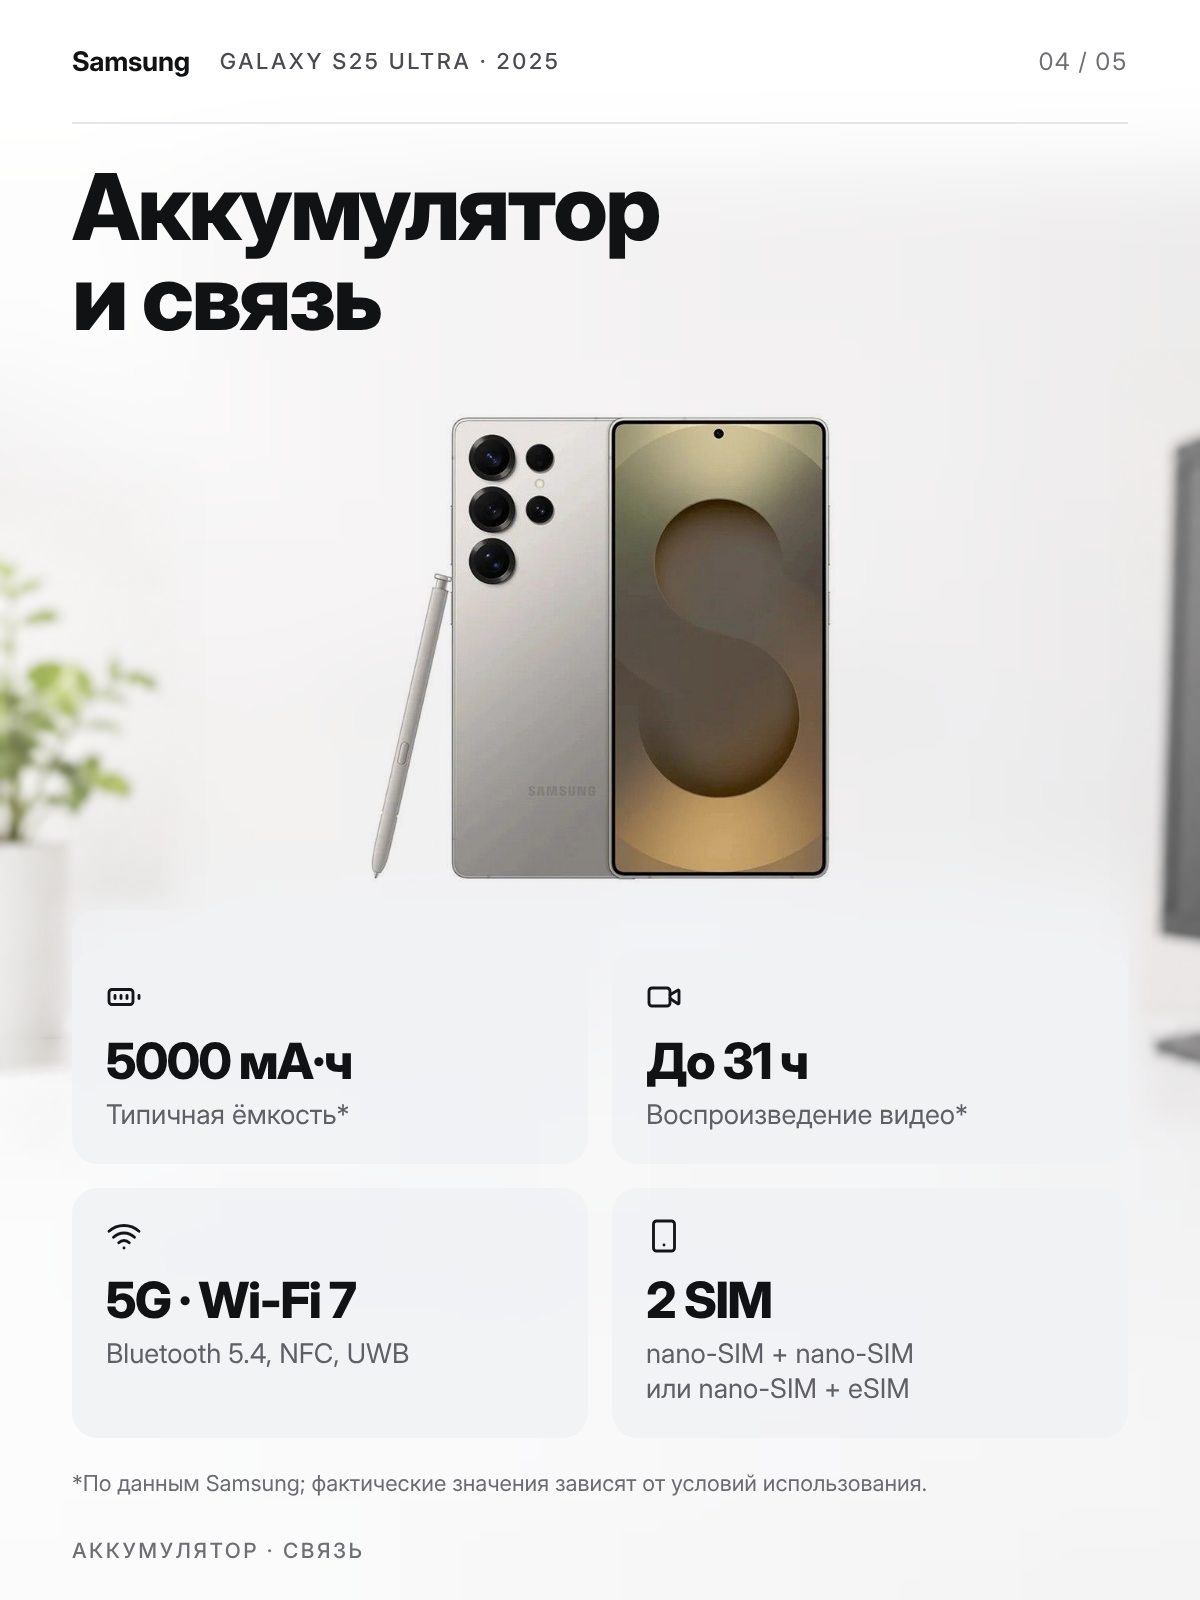 Samsung GALAXY S25 ULTRA · 2025 04 / 05
Аккумулятор
и связь
SAMSUNG
5000 мА·ч
Типичная ёмкость*
До 31 ч
Воспроизведение видео*
5G · Wi-Fi 7
Bluetooth 5.4, NFC, UWB
2 SIM
nano-SIM + nano-SIM
или nano-SIM + eSIM
*По данным Samsung; фактические значения зависят от условий использования.
АККУМУЛЯТОР · СВЯЗЬ